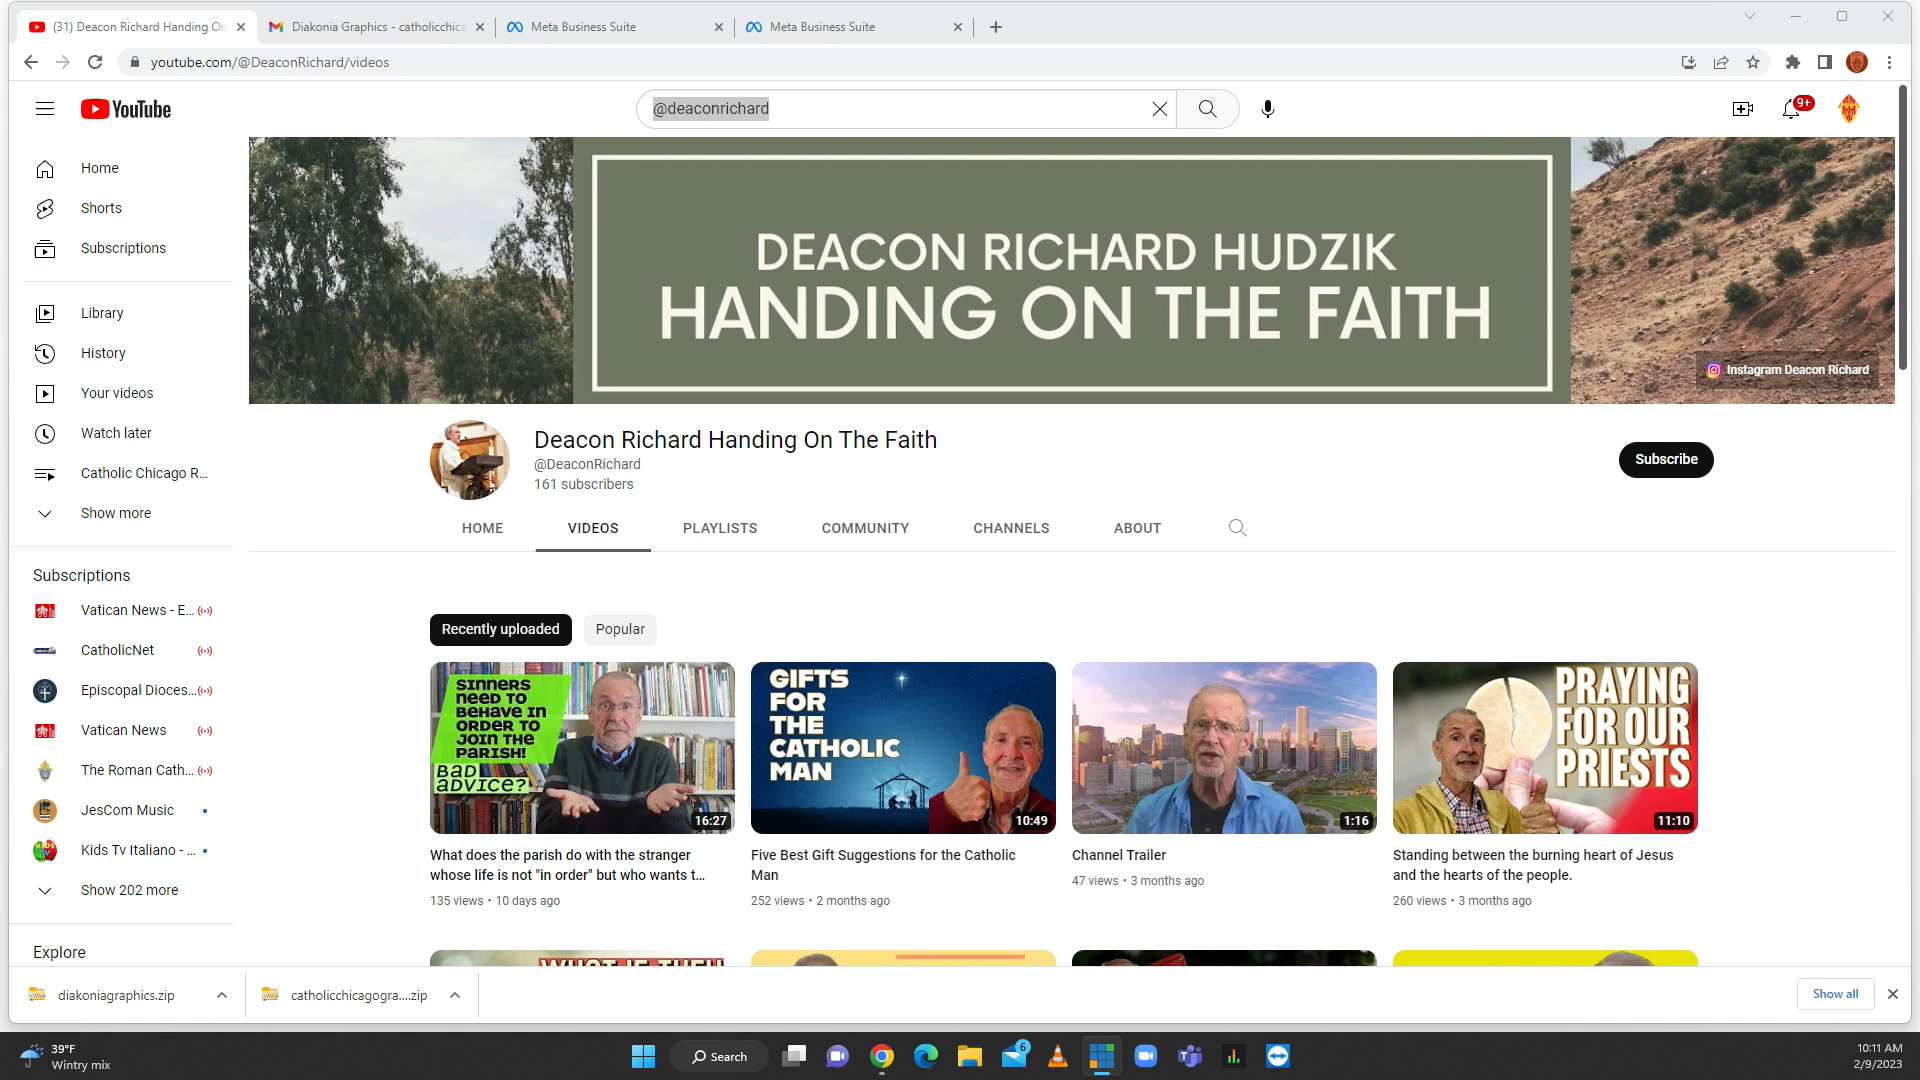 (31) Deacon Richard Handing On
Diakonia Graphics - catholicchica
Meta Business Suite
Meta Business Suite
youtube.com/@DeaconRichard/videos
YouTube
@deaconrichard
9+
Home
Shorts
Subscriptions
Library
History
Your videos
Watch later
Catholic Chicago R...
Show more
Subscriptions
Vatican News - E...
CatholicNet
Episcopal Dioces...
Vatican News
The Roman Cath...
JesCom Music
Kids Tv Italiano - ...
Show 202 more
Explore
DEACON RICHARD HUDZIK
HANDING ON THE FAITH
Instagram Deacon Richard
Deacon Richard Handing On The Faith
@DeaconRichard
161 subscribers
Subscribe
HOME
VIDEOS
PLAYLISTS
COMMUNITY
CHANNELS
ABOUT
Recently uploaded
Popular
SINNERS
NEED TO
BEHAVE IN
ORDER TO
JOIN THE
PARISH!
BAD
ADVICE?
16:27
What does the parish do with the stranger
whose life is not "in order" but who wants t...
135 views • 10 days ago
GIFTS
FOR
THE
CATHOLIC
MAN
10:49
Five Best Gift Suggestions for the Catholic
Man
252 views • 2 months ago
1:16
Channel Trailer
47 views • 3 months ago
PRAYING
FOR OUR
PRIESTS
11:10
Standing between the burning heart of Jesus
and the hearts of the people.
260 views • 3 months ago
WHAT IF THEY
diakoniagraphics.zip
catholicchicagogra....zip
Show all
39°F
Wintry mix
Search
6
10:11 AM
2/9/2023